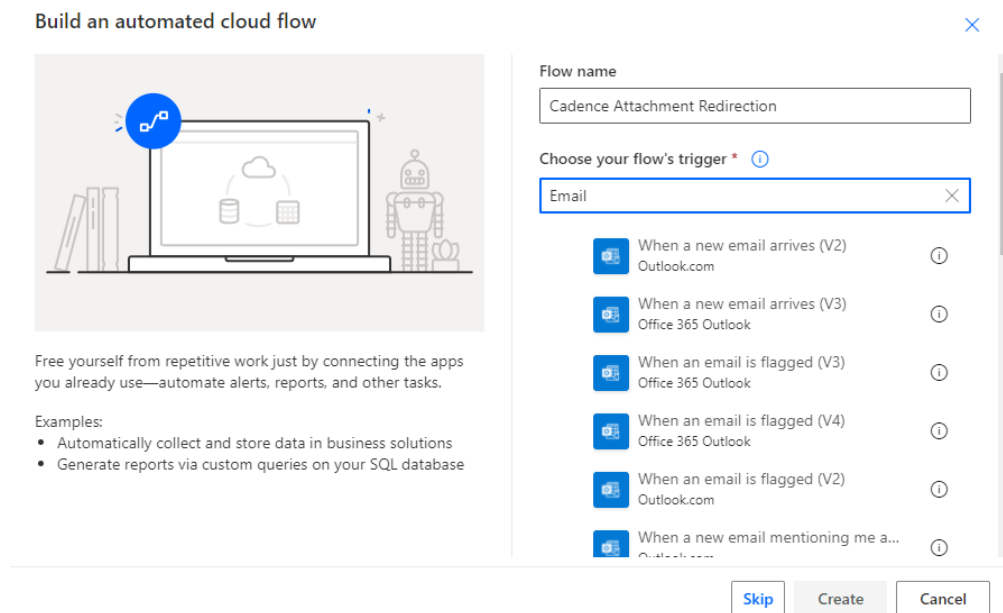 Build an automated cloud flow
Free yourself from repetitive work just by connecting the apps
you already use—automate alerts, reports, and other tasks.
Examples:
• Automatically collect and store data in business solutions
• Generate reports via custom queries on your SQL database
Flow name
Cadence Attachment Redirection
Choose your flow's trigger *
Email
When a new email arrives (V2)
Outlook.com
When a new email arrives (V3)
Office 365 Outlook
When an email is flagged (V3)
Office 365 Outlook
When an email is flagged (V4)
Office 365 Outlook
When an email is flagged (V2)
Outlook.com
When a new email mentioning me a...
Outlook.com
Skip
Create
Cancel